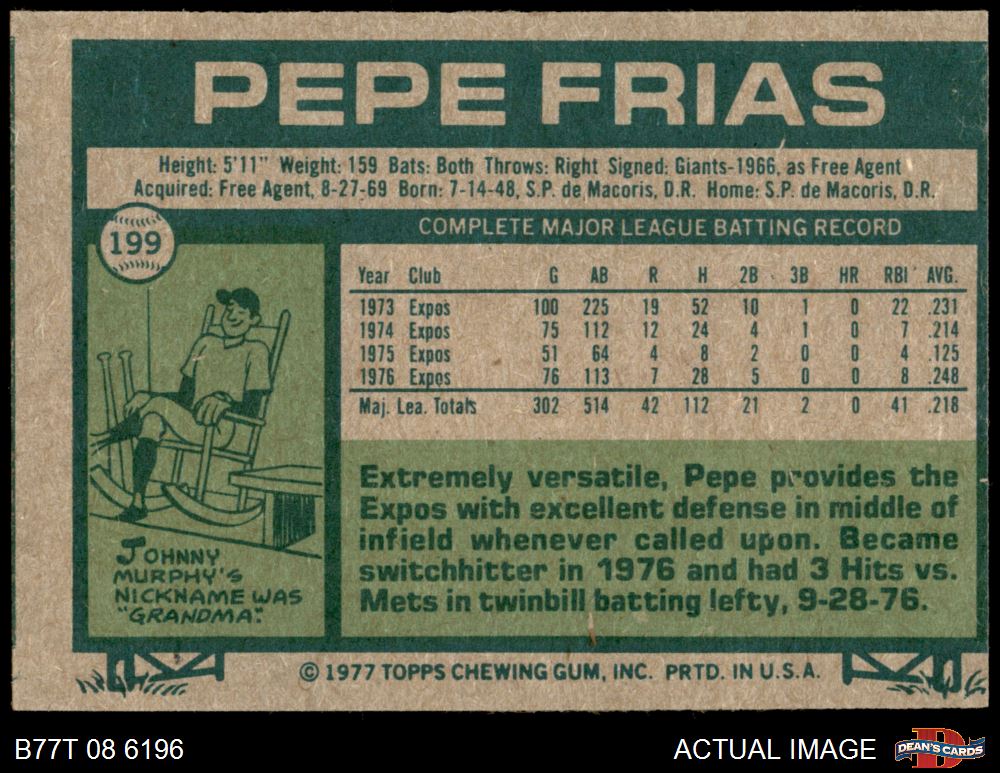 PEPE FRIAS
Height: 5'11" Weight: 159 Bats: Both Throws: Right Signed: Giants-1966, as Free Agent
Acquired: Free Agent, 8-27-69 Born: 7-14-48, S.P. de Macoris, D.R. Home: S.P. de Macoris, D.R.
199
COMPLETE MAJOR LEAGUE BATTING RECORD
Year Club G AB R H 2B 3B HR RBI AVG.
1973 Expos 100 225 19 52 10 1 0 22 .231
1974 Expos 75 112 12 24 4 1 0 7 .214
1975 Expos 51 64 4 8 2 0 0 4 .125
1976 Expos 76 113 7 28 5 0 0 8 .248
Maj. Lea. Totals 302 514 42 112 21 2 0 41 .218
JOHNNY
MURPHY'S
NICKNAME WAS
"GRANDMA."
Extremely versatile, Pepe provides the
Expos with excellent defense in middle of
infield whenever called upon. Became
switchhitter in 1976 and had 3 Hits vs.
Mets in twinbill batting lefty, 9-28-76.
© 1977 TOPPS CHEWING GUM, INC. PRTD. IN U.S.A.
B77T 08 6196
ACTUAL IMAGE
D
DEAN'S CARDS